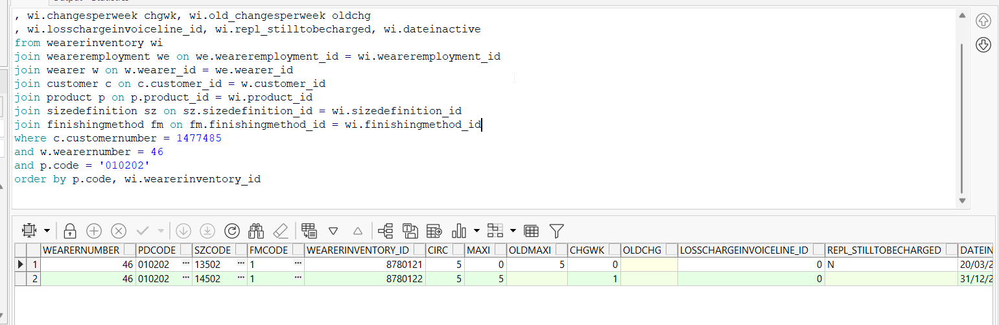 , wi.changesperweek chgwk, wi.old_changesperweek oldchg
, wi.losschargeinvoiceline_id, wi.repl_stilltobecharged, wi.dateinactive
from wearerinventory wi
join weareremployment we on we.weareremployment_id = wi.weareremployment_id
join wearer w on w.wearer_id = we.wearer_id
join customer c on c.customer_id = w.customer_id
join product p on p.product_id = wi.product_id
join sizedefinition sz on sz.sizedefinition_id = wi.sizedefinition_id
join finishingmethod fm on fm.finishingmethod_id = wi.finishingmethod_id
where c.customernumber = 1477485
and w.wearernumber = 46
and p.code = '010202'
order by p.code, wi.wearerinventory_id
WEARERNUMBER PDCODE SZCODE FMCODE WEARERINVENTORY_ID CIRC MAXI OLDMAXI CHGWK OLDCHG LOSSCHARGEINVOICELINE_ID REPL_STILLTOBECHARGED DATEIN
1 46 010202 ... 13502 ... 1 ... 8780121 5 0 5 0 0 N 20/03/2
2 46 010202 ... 14502 ... 1 ... 8780122 5 5 1 0 31/12/2